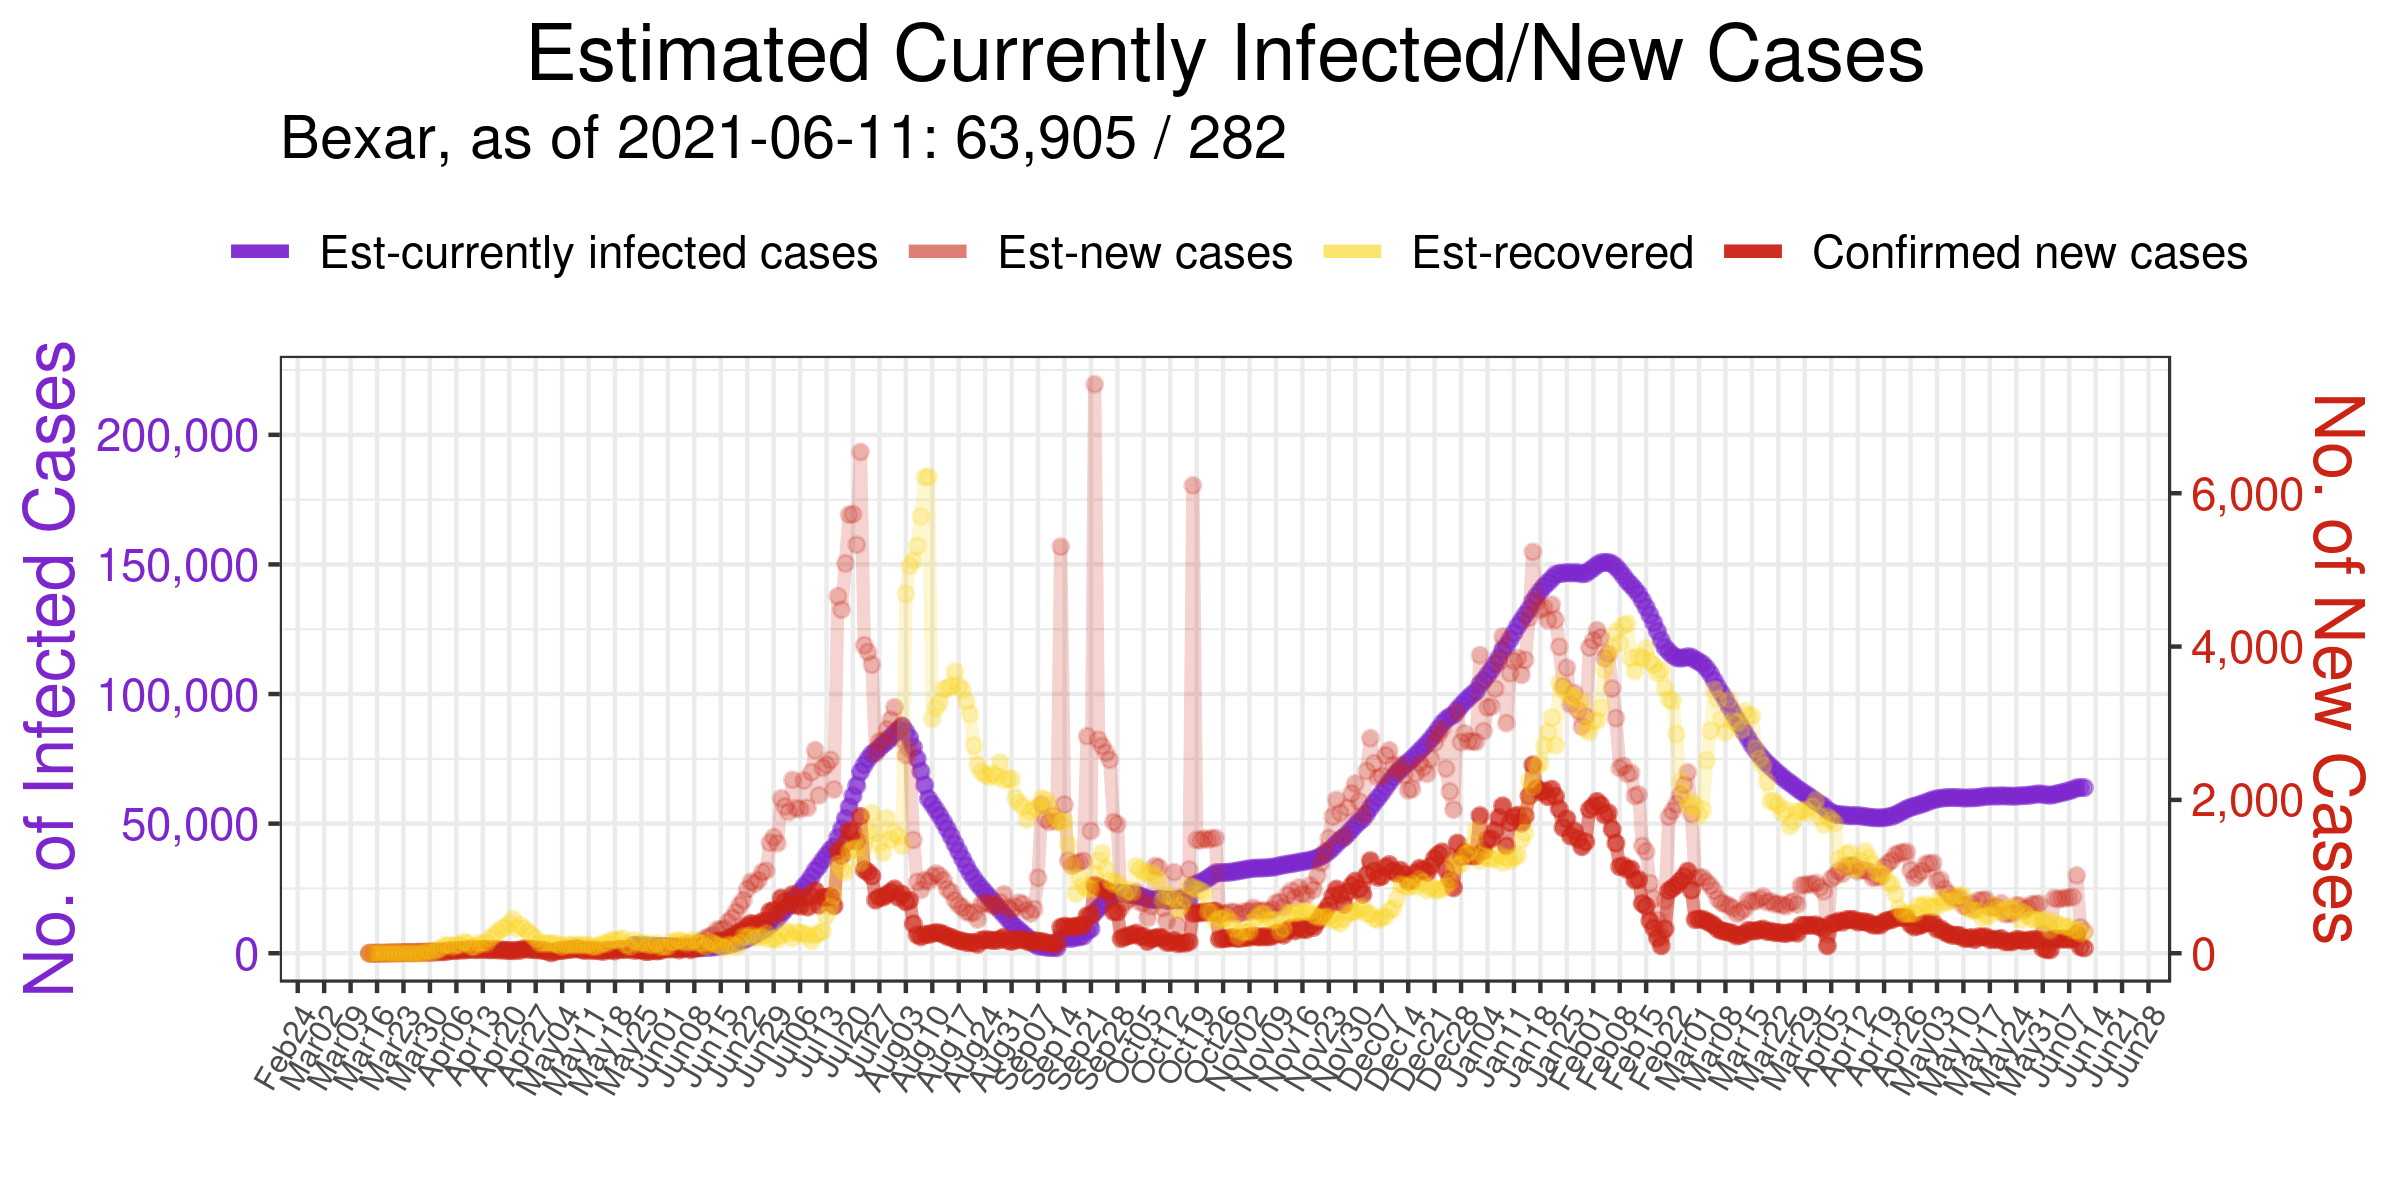 Estimated Currently Infected/New Cases
Bexar, as of 2021-06-11: 63,905 / 282
Est-currently infected cases
Est-new cases
Est-recovered
Confirmed new cases
No. of Infected Cases
200,000
150,000
100,000
50,000
0
6,000
4,000
2,000
0
No. of New Cases
Feb24
Mar02
Mar09
Mar16
Mar23
Mar30
Apr06
Apr13
Apr20
Apr27
May04
May11
May18
May25
Jun01
Jun08
Jun15
Jun22
Jun29
Jul06
Jul13
Jul20
Jul27
Aug03
Aug10
Aug17
Aug24
Aug31
Sep07
Sep14
Sep21
Sep28
Oct05
Oct12
Oct19
Oct26
Nov02
Nov09
Nov16
Nov23
Nov30
Dec07
Dec14
Dec21
Dec28
Jan04
Jan11
Jan18
Jan25
Feb01
Feb08
Feb15
Feb22
Mar01
Mar08
Mar15
Mar22
Mar29
Apr05
Apr12
Apr19
Apr26
May03
May10
May17
May24
May31
Jun07
Jun14
Jun21
Jun28